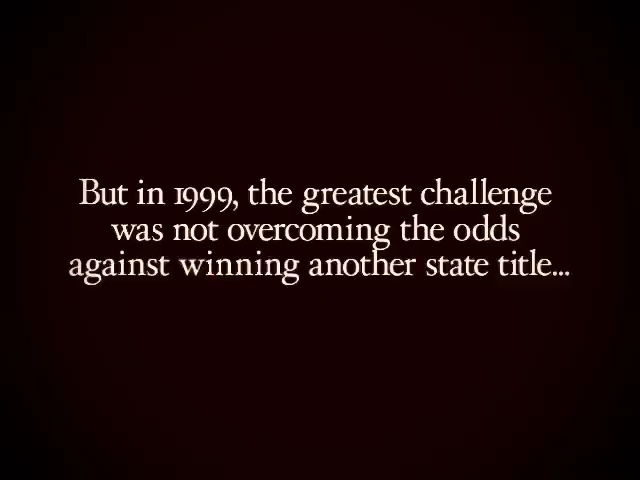 But in 1999, the greatest challenge
was not overcoming the odds
against winning another state title...